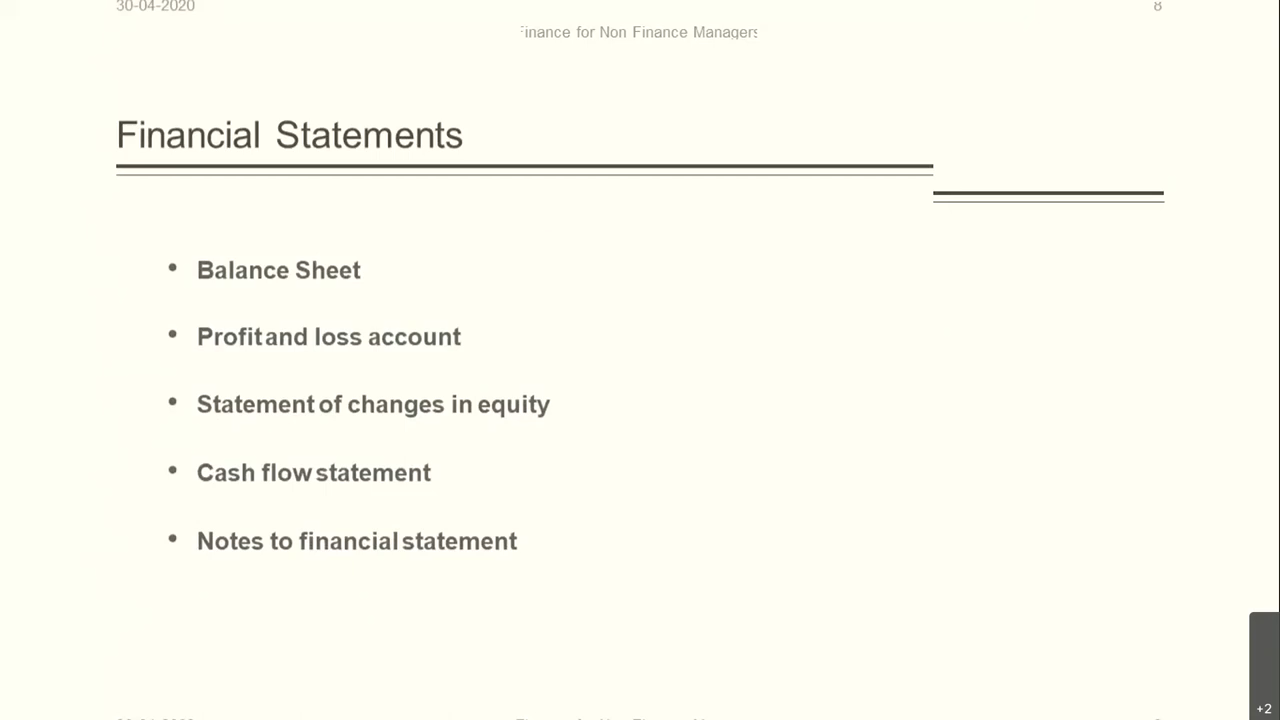 30-04-2020
8
Finance for Non Finance Managers
Financial Statements
• Balance Sheet
• Profit and loss account
• Statement of changes in equity
• Cash flow statement
• Notes to financial statement
+2